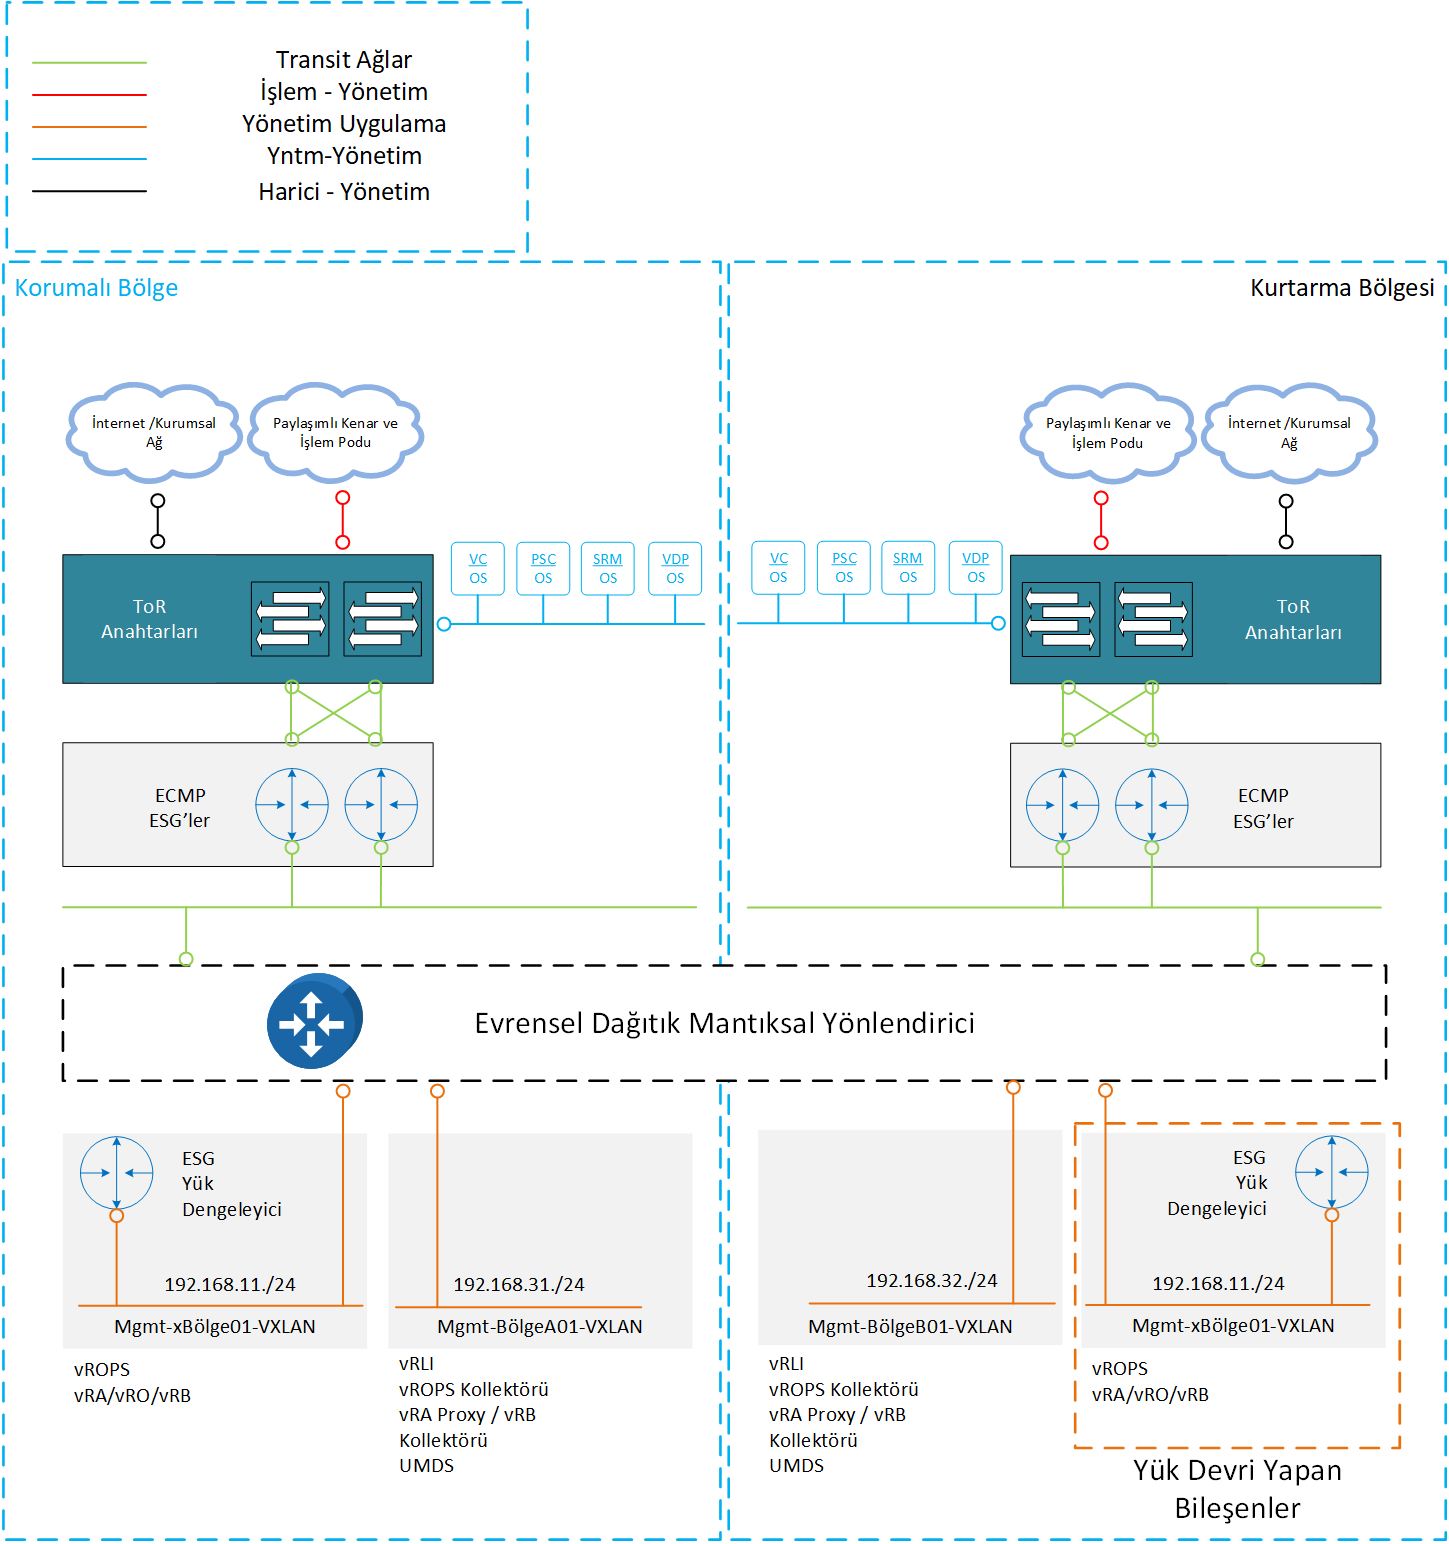 Transit Ağlar
İşlem - Yönetim
Yönetim Uygulama
Yntm-Yönetim
Harici - Yönetim
Korumalı Bölge
Kurtarma Bölgesi
İnternet /Kurumsal
Ağ
Paylaşımlı Kenar ve
İşlem Podu
Paylaşımlı Kenar ve
İşlem Podu
İnternet /Kurumsal
Ağ
VC
OS
PSC
OS
SRM
OS
VDP
OS
VC
OS
PSC
OS
SRM
OS
VDP
OS
ToR
Anahtarları
ToR
Anahtarları
ECMP
ESG’ler
ECMP
ESG’ler
Evrensel Dağıtık Mantıksal Yönlendirici
ESG
Yük
Dengeleyici
192.168.11./24
Mgmt-xBölge01-VXLAN
vROPS
vRA/vRO/vRB
192.168.31./24
Mgmt-BölgeA01-VXLAN
vRLI
vROPS Kollektörü
vRA Proxy / vRB
Kollektörü
UMDS
192.168.32./24
Mgmt-BölgeB01-VXLAN
vRLI
vROPS Kollektörü
vRA Proxy / vRB
Kollektörü
UMDS
ESG
Yük
Dengeleyici
192.168.11./24
Mgmt-xBölge01-VXLAN
vROPS
vRA/vRO/vRB
Yük Devri Yapan
Bileşenler